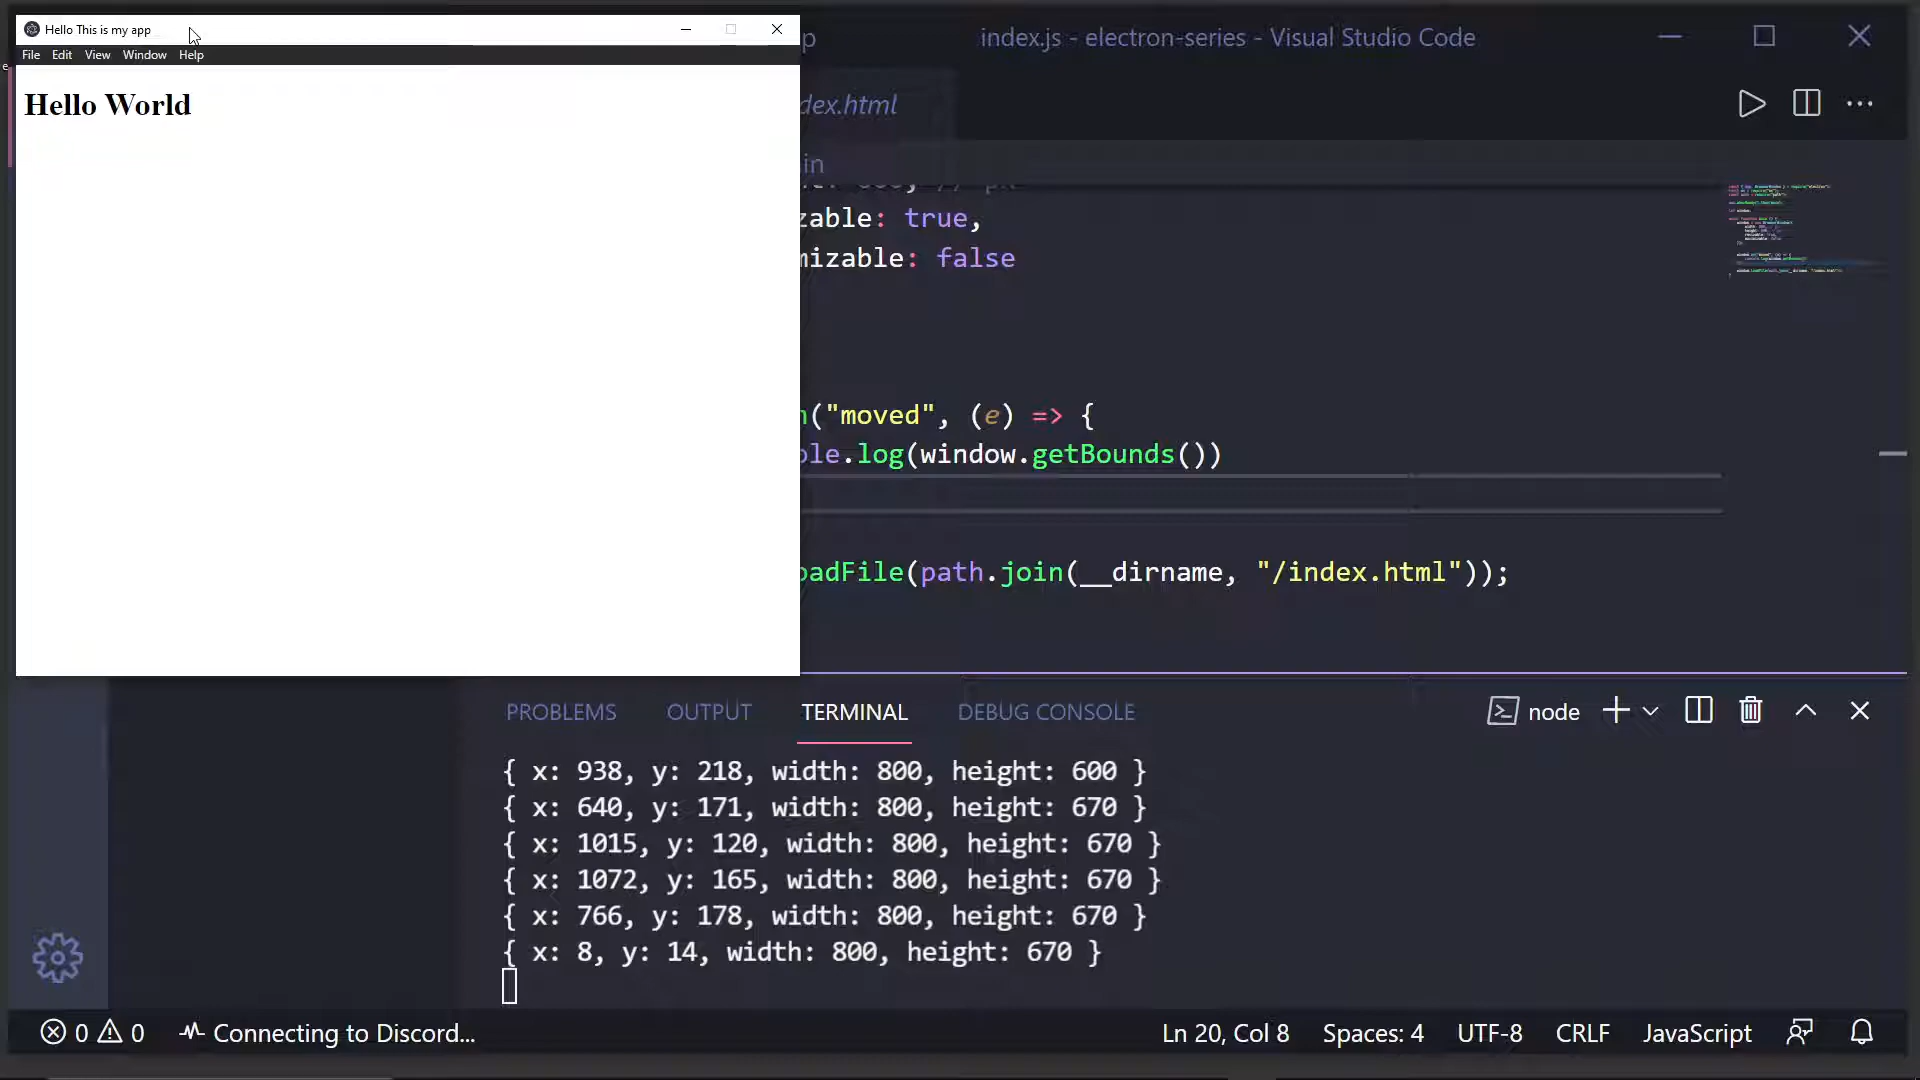 Hello This is my app
File Edit View Window Help
Hello World
e
p
index.js - electron-series - Visual Studio Code
dex.html
in
zable: true,
mizable: false
n("moved", (e) => {
ole.log(window.getBounds())
oadFile(path.join(__dirname, "/index.html"));
PROBLEMS OUTPUT TERMINAL DEBUG CONSOLE
node
{ x: 938, y: 218, width: 800, height: 600 }
{ x: 640, y: 171, width: 800, height: 670 }
{ x: 1015, y: 120, width: 800, height: 670 }
{ x: 1072, y: 165, width: 800, height: 670 }
{ x: 766, y: 178, width: 800, height: 670 }
{ x: 8, y: 14, width: 800, height: 670 }
0 0 Connecting to Discord...
Ln 20, Col 8 Spaces: 4 UTF-8 CRLF JavaScript